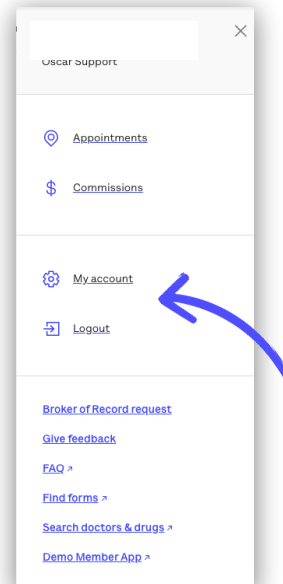 Oscar Support
Appointments
Commissions
My account
Logout
Broker of Record request
Give feedback
FAQ ↗
Find forms ↗
Search doctors & drugs ↗
Demo Member App ↗